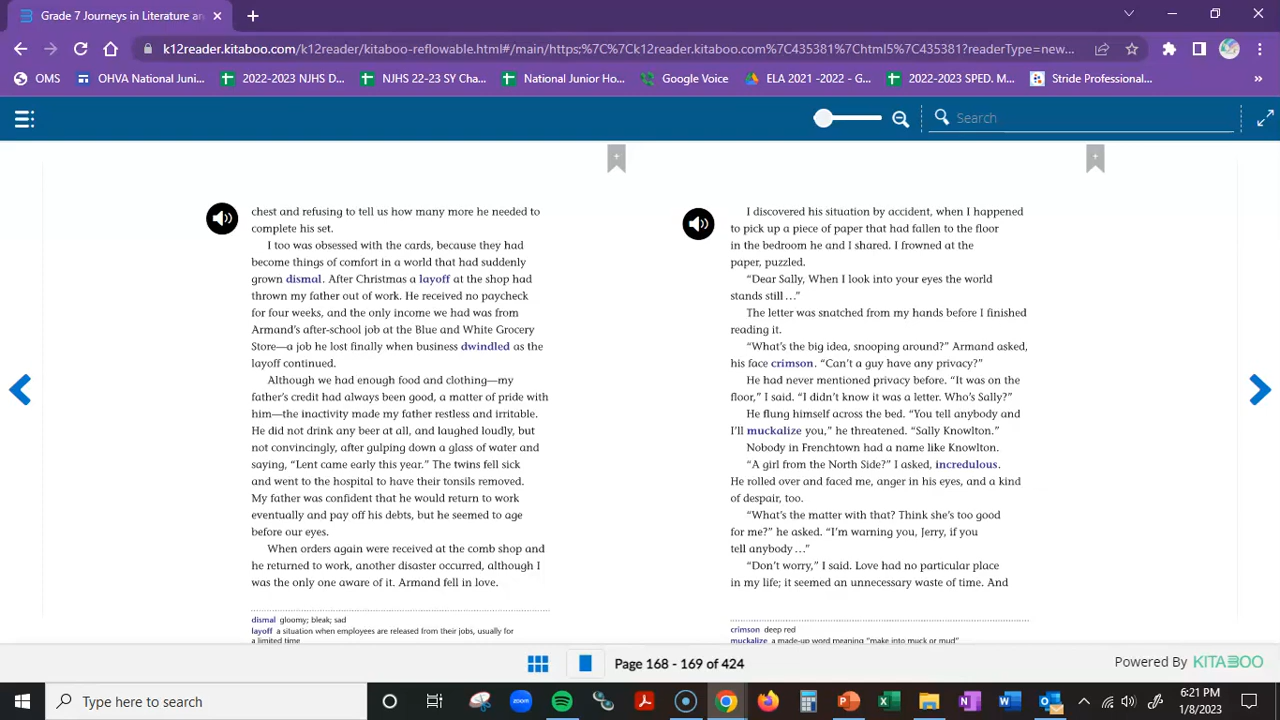 Grade 7 Journeys in Literature an
k12reader.kitaboo.com/k12reader/kitaboo-reflowable.html#/main/https;%7C%7Ck12reader.kitaboo.com%7C435381%7Chtml5%7C435381?readerType=new...
OMS
OHVA National Juni...
2022-2023 NJHS D...
NJHS 22-23 SY Cha...
National Junior Ho...
Google Voice
ELA 2021 -2022 - G...
2022-2023 SPED. M...
Stride Professional...
Search
chest and refusing to tell us how many more he needed to
complete his set.
I too was obsessed with the cards, because they had
become things of comfort in a world that had suddenly
grown dismal. After Christmas a layoff at the shop had
thrown my father out of work. He received no paycheck
for four weeks, and the only income we had was from
Armand’s after-school job at the Blue and White Grocery
Store—a job he lost finally when business dwindled as the
layoff continued.
Although we had enough food and clothing—my
father’s credit had always been good, a matter of pride with
him—the inactivity made my father restless and irritable.
He did not drink any beer at all, and laughed loudly, but
not convincingly, after gulping down a glass of water and
saying, “Lent came early this year.” The twins fell sick
and went to the hospital to have their tonsils removed.
My father was confident that he would return to work
eventually and pay off his debts, but he seemed to age
before our eyes.
When orders again were received at the comb shop and
he returned to work, another disaster occurred, although I
was the only one aware of it. Armand fell in love.
dismal gloomy; bleak; sad
layoff a situation when employees are released from their jobs, usually for
a limited time
I discovered his situation by accident, when I happened
to pick up a piece of paper that had fallen to the floor
in the bedroom he and I shared. I frowned at the
paper, puzzled.
“Dear Sally, When I look into your eyes the world
stands still…”
The letter was snatched from my hands before I finished
reading it.
“What’s the big idea, snooping around?” Armand asked,
his face crimson. “Can’t a guy have any privacy?”
He had never mentioned privacy before. “It was on the
floor,” I said. “I didn’t know it was a letter. Who’s Sally?”
He flung himself across the bed. “You tell anybody and
I’ll muckalize you,” he threatened. “Sally Knowlton.”
Nobody in Frenchtown had a name like Knowlton.
“A girl from the North Side?” I asked, incredulous.
He rolled over and faced me, anger in his eyes, and a kind
of despair, too.
“What’s the matter with that? Think she’s too good
for me?” he asked. “I’m warning you, Jerry, if you
tell anybody…”
“Don’t worry,” I said. Love had no particular place
in my life; it seemed an unnecessary waste of time. And
crimson deep red
muckalize a made-up word meaning “make into muck or mud”
Page 168 - 169 of 424
Powered By KITABOO
Type here to search
zoom
6:21 PM
1/8/2023